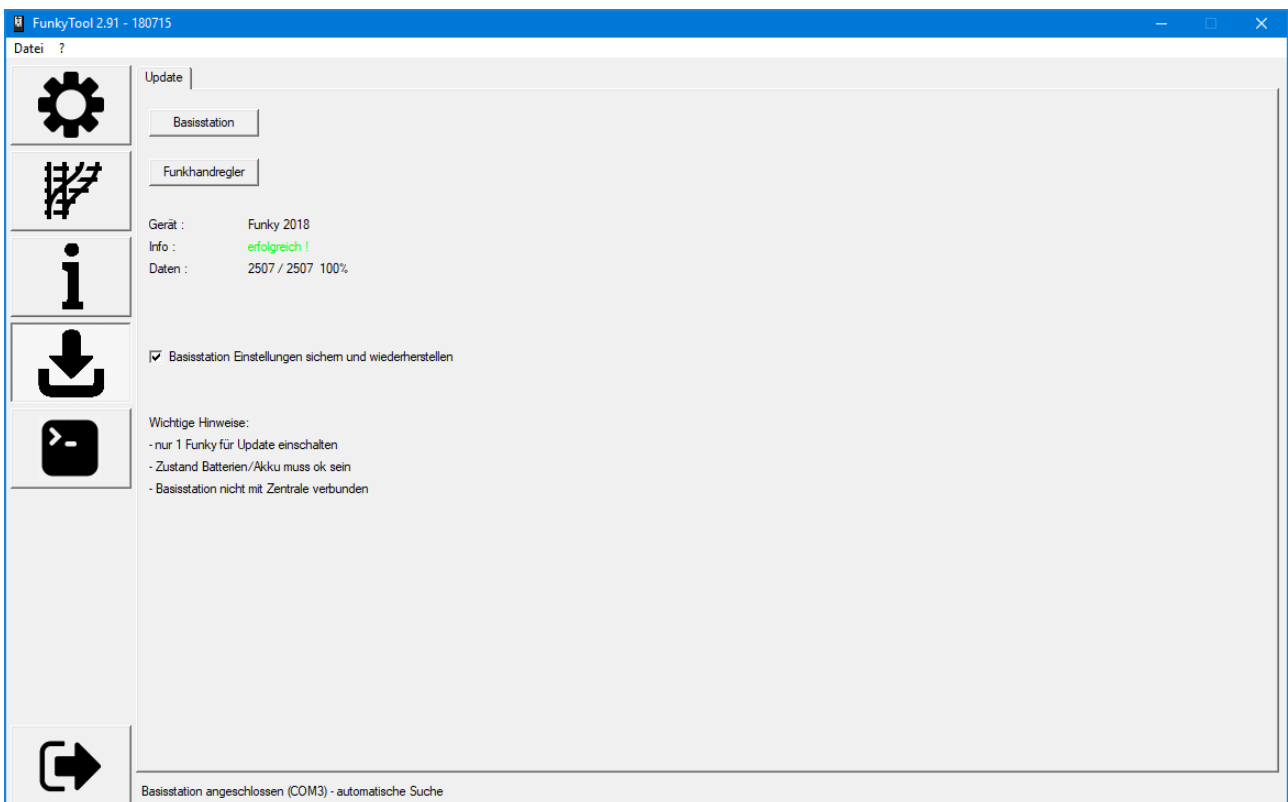 FunkyTool 2.91 - 180715
Datei ?
Update
Basisstation
Funkhandregler
Gerät : Funky 2018
Info : erfolgreich !
Daten : 2507 / 2507 100%
Basisstation Einstellungen sichern und wiederherstellen
Wichtige Hinweise:
- nur 1 Funky für Update einschalten
- Zustand Batterien/Akku muss ok sein
- Basisstation nicht mit Zentrale verbunden
Basisstation angeschlossen (COM3) - automatische Suche